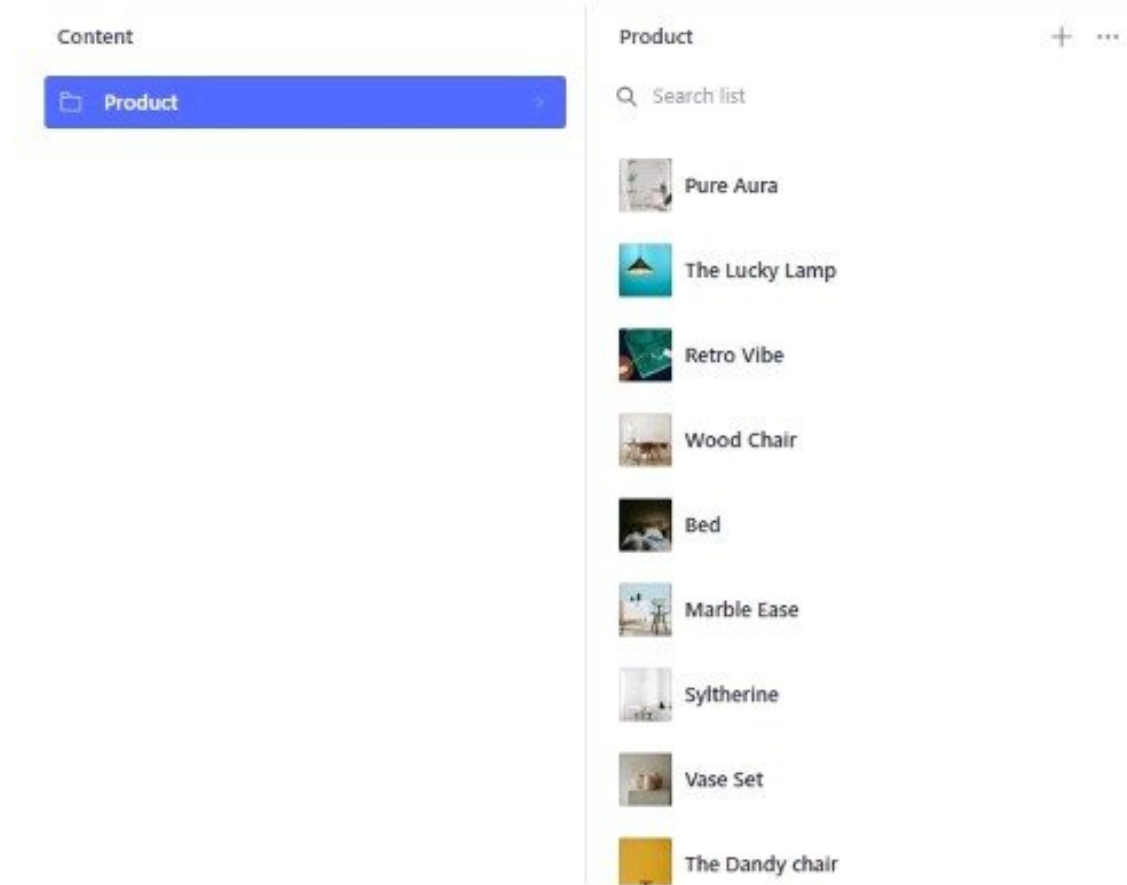 Content
Product
Product
Search list
Pure Aura
The Lucky Lamp
Retro Vibe
Wood Chair
Bed
Marble Ease
Syltherine
Vase Set
The Dandy chair